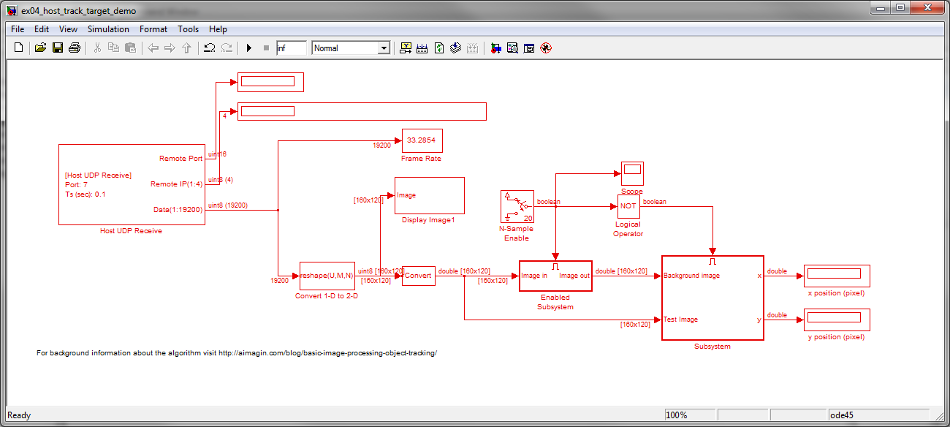 ex04_host_track_target_demo
File Edit View Simulation Format Tools Help
inf Normal
4
uint16
Remote Port
[Host UDP Receive]
Port: 7
Ts (sec): 0.1
Remote IP(1:4)
uint8 (4)
Data(1:19200)
uint8 (19200)
Host UDP Receive
19200
33.2854
Frame Rate
[160x120]
Image
Display Image1
20
N-Sample
Enable
boolean
Scope
NOT
boolean
Logical
Operator
19200
reshape(U,M,N)
Convert 1-D to 2-D
uint8 [160x120]
[160x120]
Convert
double [160x120]
[160x120]
Image in
Image out
Enabled
Subsystem
double [160x120]
Background image
Test Image
[160x120]
x
y
Subsystem
double
x position (pixel)
double
y position (pixel)
For background information about the algorithm visit http://aimagin.com/blog/basic-image-processing-object-tracking/
Ready 100% ode45